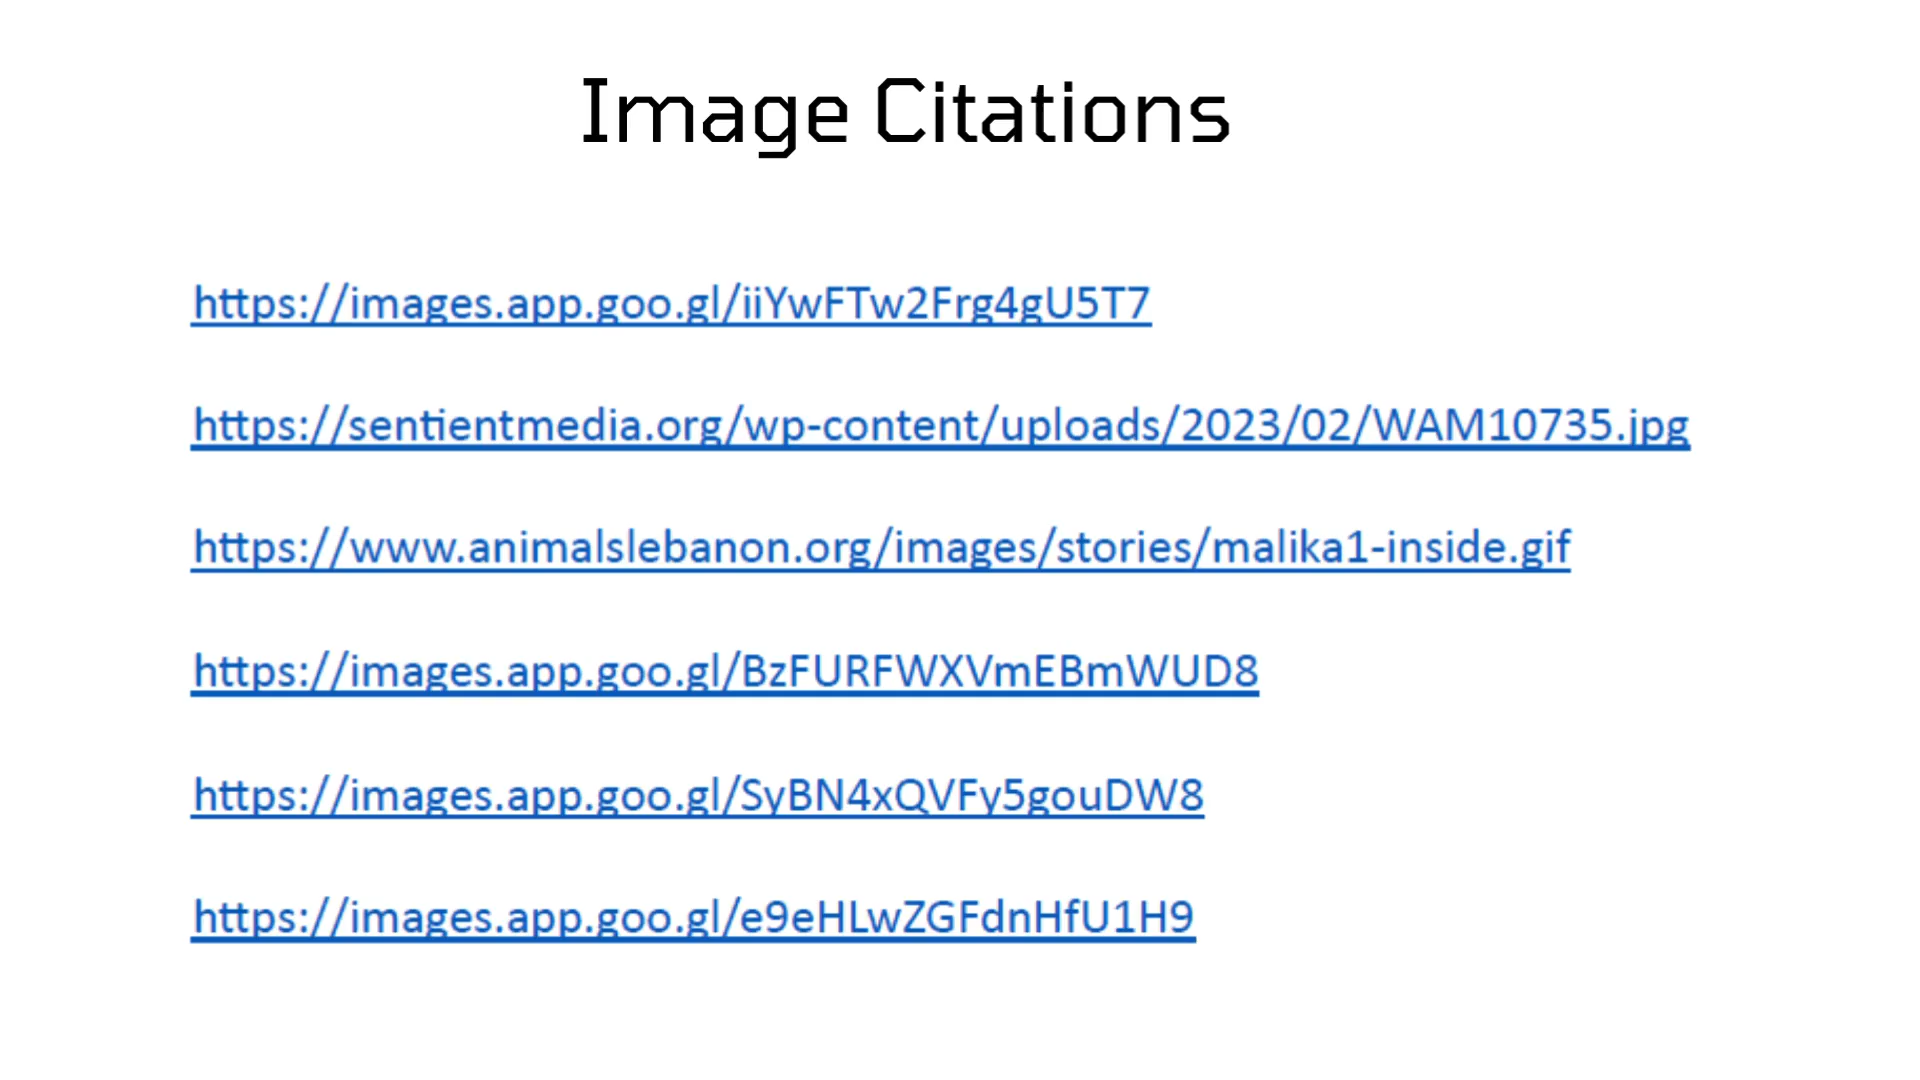 Image Citations
https://images.app.goo.gl/iiYwFTw2Frg4gU5T7
https://sentientmedia.org/wp-content/uploads/2023/02/WAM10735.jpg
https://www.animalslebanon.org/images/stories/malika1-inside.gif
https://images.app.goo.gl/BzFURFWXVmEBmWUD8
https://images.app.goo.gl/SyBN4xQVFy5gouDW8
https://images.app.goo.gl/e9eHLwZGFdnHfU1H9